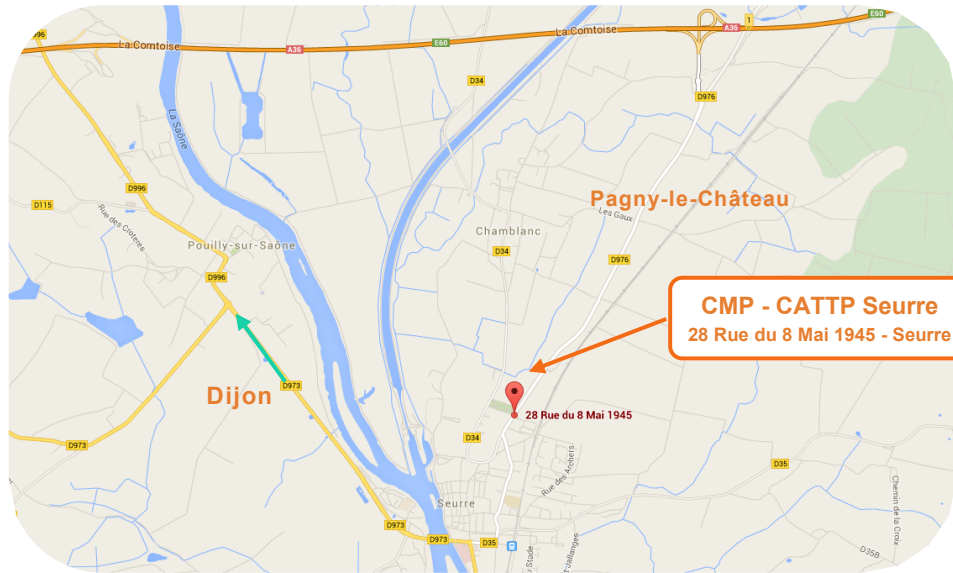 E60
1
A36
La Comtoise
D996
E60
La Comtoise
A36
D34
D976
La Saône
D996
D115
Rue des Croteres
Pagny-le-Château
Les Gaux
Chamblanc
Pouilly-sur-Saône
D34
D976
D996
CMP - CATTP Seurre
28 Rue du 8 Mai 1945 - Seurre
Dijon
D973
28 Rue du 8 Mai 1945
D973
D34
Rue des Archers
D35
Chemin de la Croix
Seurre
D973
D973
D35
D35B